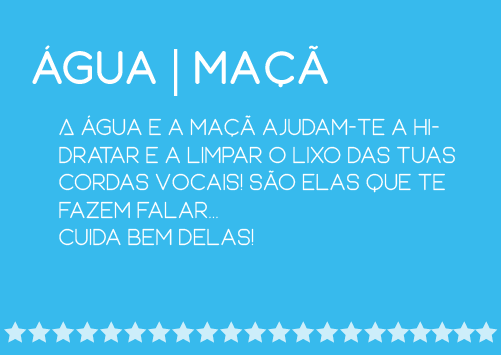 ÁGUA | MAÇÃ
A ÁGUA E A MAÇÃ AJUDAM-TE A HI-
DRATAR E A LIMPAR O LIXO DAS TUAS
CORDAS VOCAIS! SÃO ELAS QUE TE
FAZEM FALAR...
CUIDA BEM DELAS!